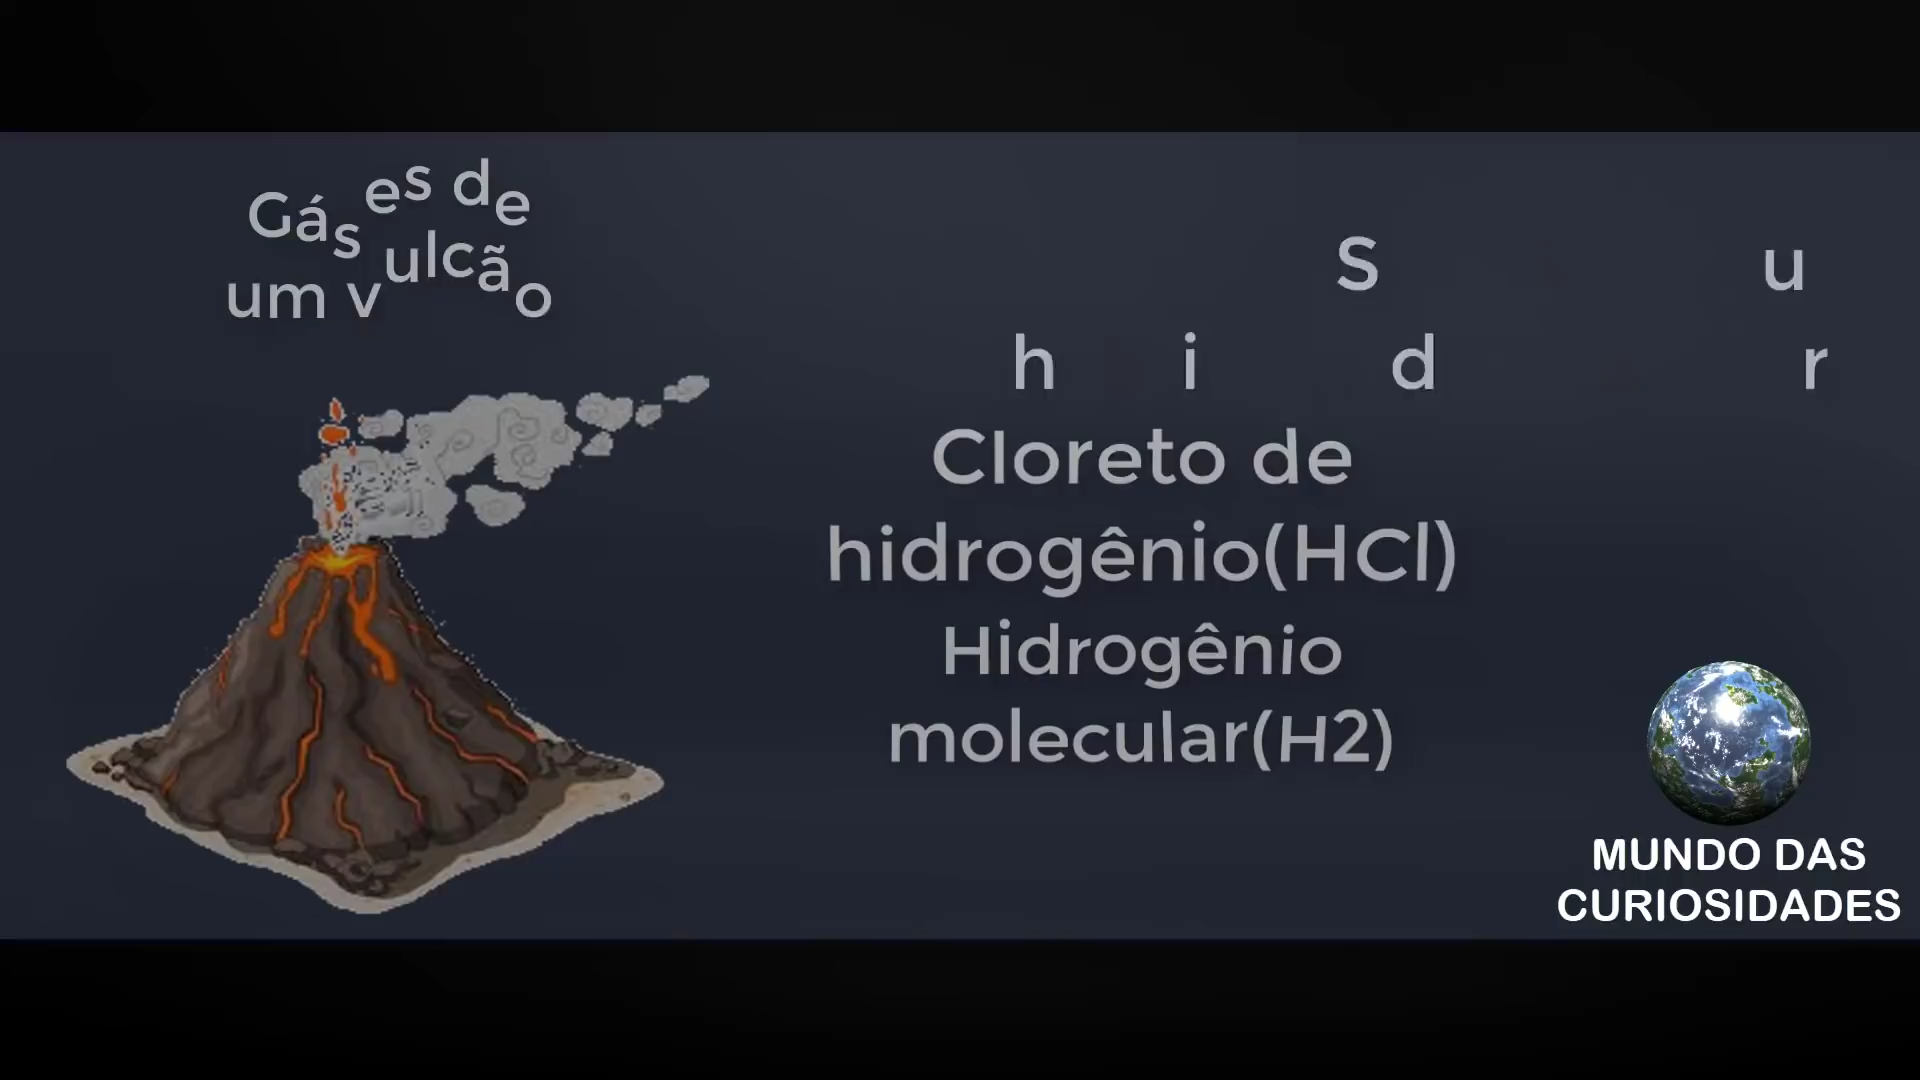 Gáses de
um vulcão
S u
h i d r
Cloreto de
hidrogênio(HCl)
Hidrogênio
molecular(H2)
MUNDO DAS
CURIOSIDADES